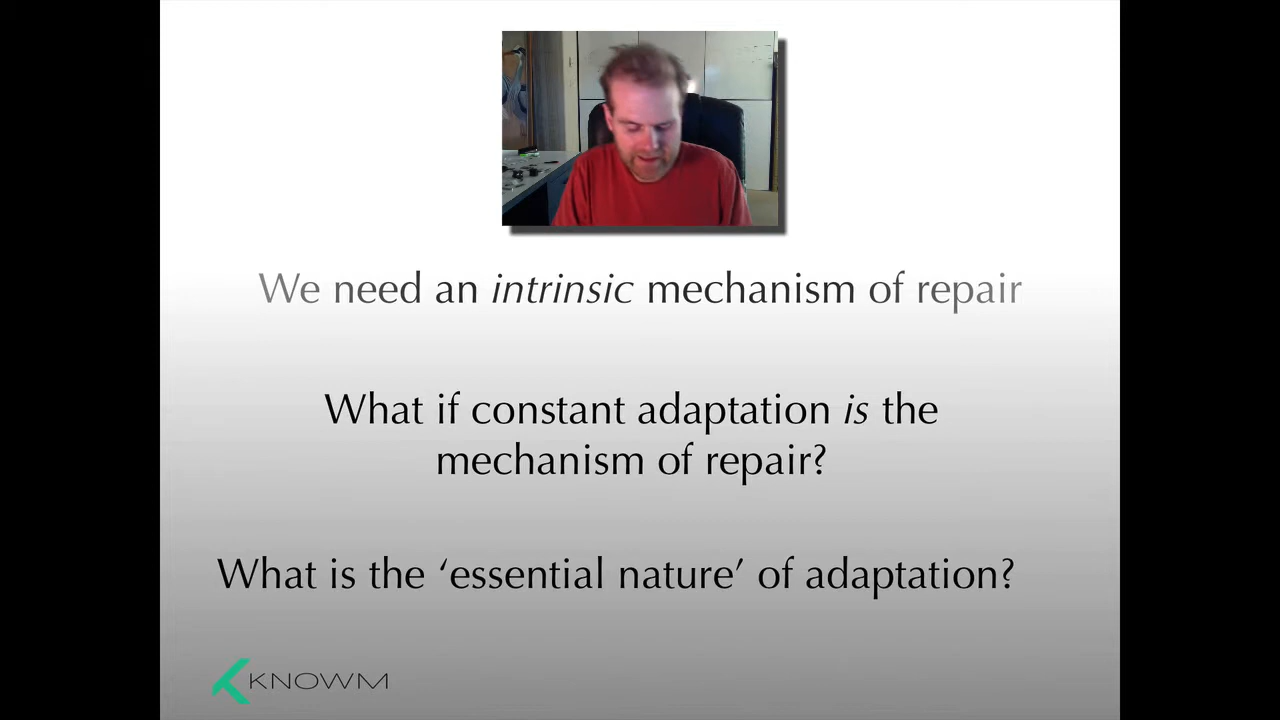 We need an intrinsic mechanism of repair
What if constant adaptation is the
mechanism of repair?
What is the ‘essential nature’ of adaptation?
KNOWM